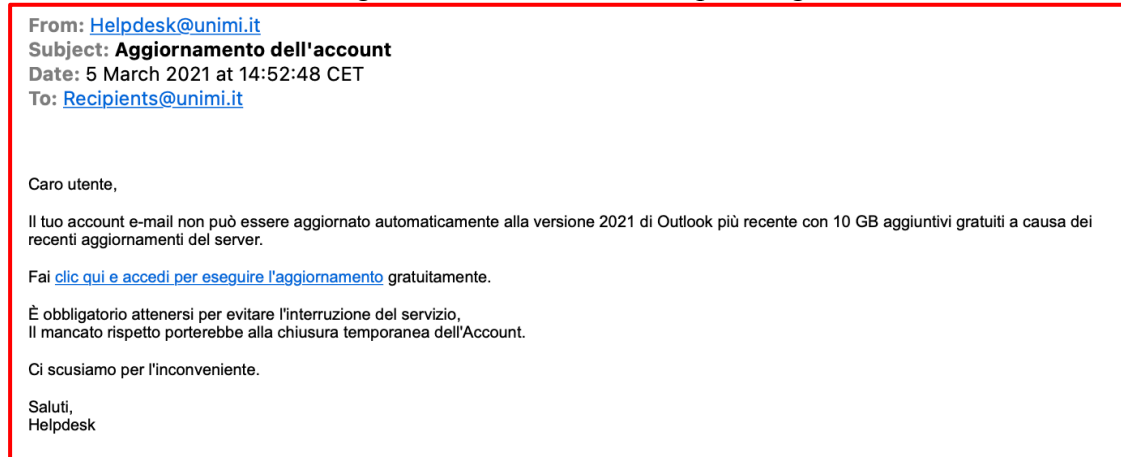 From: Helpdesk@unimi.it
Subject: Aggiornamento dell'account
Date: 5 March 2021 at 14:52:48 CET
To: Recipients@unimi.it
Caro utente,
Il tuo account e-mail non può essere aggiornato automaticamente alla versione 2021 di Outlook più recente con 10 GB aggiuntivi gratuiti a causa dei
recenti aggiornamenti del server.
Fai clic qui e accedi per eseguire l'aggiornamento gratuitamente.
È obbligatorio attenersi per evitare l'interruzione del servizio,
Il mancato rispetto porterebbe alla chiusura temporanea dell'Account.
Ci scusiamo per l'inconveniente.
Saluti,
Helpdesk